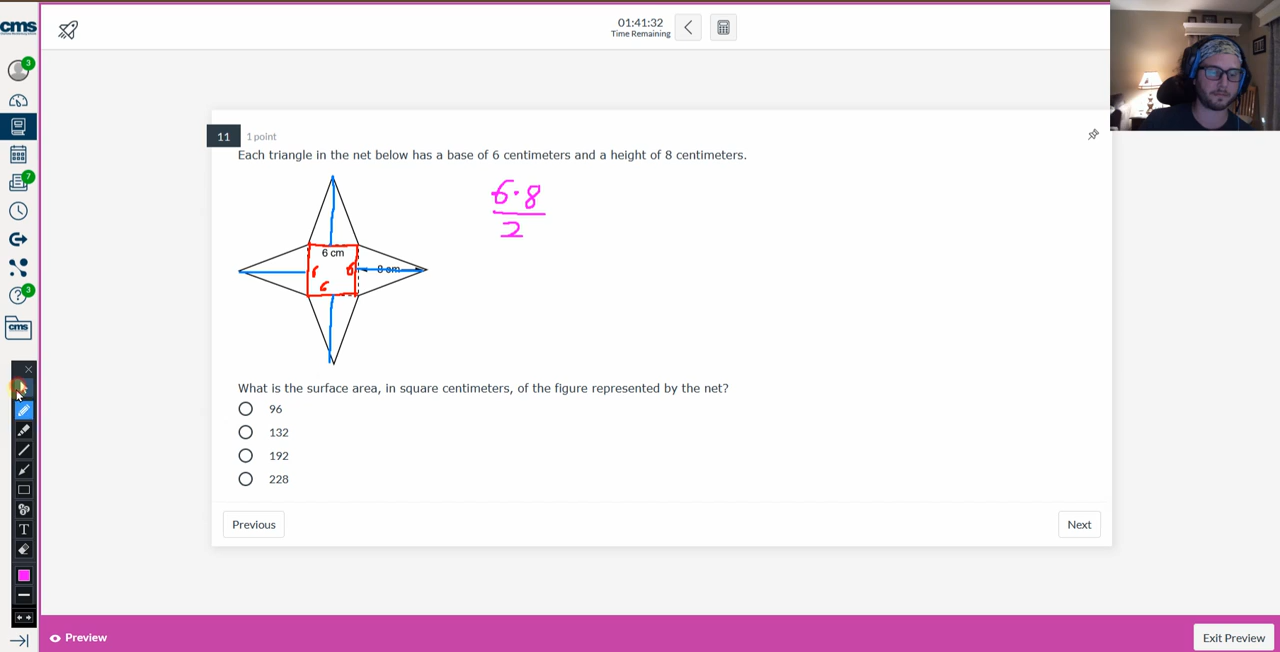 cms
3
01:41:32
Time Remaining
11
1 point
Each triangle in the net below has a base of 6 centimeters and a height of 8 centimeters.
6·8
2
6 cm
6 6
8 cm
6
7
3
cms
What is the surface area, in square centimeters, of the figure represented by the net?
96
132
192
228
T
Previous
Next
Preview
Exit Preview